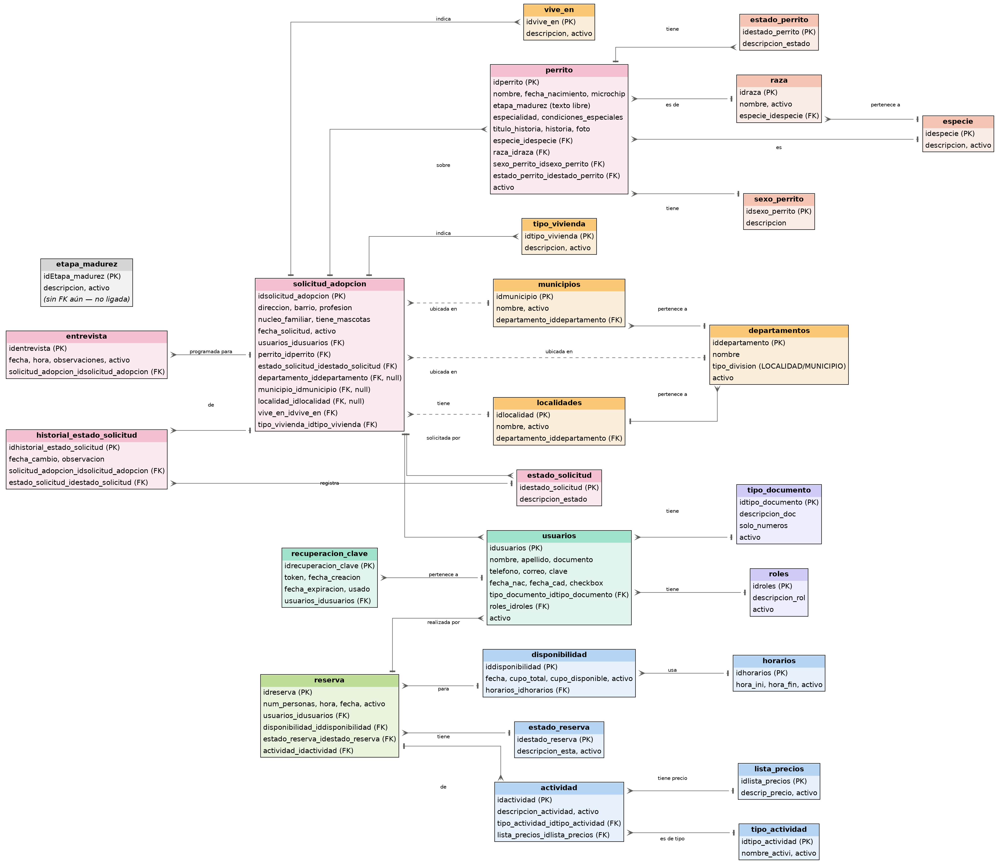 vive_en
idvive_en (PK)
descripcion, activo
indica
estado_perrito
idestado_perrito (PK)
descripcion_estado
tiene
perrito
idperrito (PK)
nombre, fecha_nacimiento, microchip
etapa_madurez (texto libre)
especialidad, condiciones_especiales
titulo_historia, historia, foto
especie_idespecie (FK)
raza_idraza (FK)
sexo_perrito_idsexo_perrito (FK)
estado_perrito_idestado_perrito (FK)
activo
raza
idraza (PK)
nombre, activo
especie_idespecie (FK)
es de
pertenece a
especie
idespecie (PK)
descripcion, activo
es
sobre
sexo_perrito
idsexo_perrito (PK)
descripcion
tiene
tipo_vivienda
idtipo_vivienda (PK)
descripcion, activo
indica
etapa_madurez
idEtapa_madurez (PK)
descripcion, activo
(sin FK aún — no ligada)
solicitud_adopcion
idsolicitud_adopcion (PK)
direccion, barrio, profesion
nucleo_familiar, tiene_mascotas
fecha_solicitud, activo
usuarios_idusuarios (FK)
perrito_idperrito (FK)
estado_solicitud_idestado_solicitud (FK)
departamento_iddepartamento (FK, null)
municipio_idmunicipio (FK, null)
localidad_idlocalidad (FK, null)
vive_en_idvive_en (FK)
tipo_vivienda_idtipo_vivienda (FK)
municipios
idmunicipio (PK)
nombre, activo
departamento_iddepartamento (FK)
ubicada en
pertenece a
departamentos
iddepartamento (PK)
nombre
tipo_division (LOCALIDAD/MUNICIPIO)
activo
ubicada en
ubicada en
pertenece a
entrevista
identrevista (PK)
fecha, hora, observaciones, activo
solicitud_adopcion_idsolicitud_adopcion (FK)
programada para
de
localidades
idlocalidad (PK)
nombre, activo
departamento_iddepartamento (FK)
tiene
solicitada por
historial_estado_solicitud
idhistorial_estado_solicitud (PK)
fecha_cambio, observacion
solicitud_adopcion_idsolicitud_adopcion (FK)
estado_solicitud_idestado_solicitud (FK)
registra
estado_solicitud
idestado_solicitud (PK)
descripcion_estado
tipo_documento
idtipo_documento (PK)
descripcion_doc
solo_numeros
activo
tiene
recuperacion_clave
idrecuperacion_clave (PK)
token, fecha_creacion
fecha_expiracion, usado
usuarios_idusuarios (FK)
pertenece a
usuarios
idusuarios (PK)
nombre, apellido, documento
telefono, correo, clave
fecha_nac, fecha_cad, checkbox
tipo_documento_idtipo_documento (FK)
roles_idroles (FK)
activo
tiene
roles
idroles (PK)
descripcion_rol
activo
realizada por
reserva
idreserva (PK)
num_personas, hora, fecha, activo
usuarios_idusuarios (FK)
disponibilidad_iddisponibilidad (FK)
estado_reserva_idestado_reserva (FK)
actividad_idactividad (FK)
para
disponibilidad
iddisponibilidad (PK)
fecha, cupo_total, cupo_disponible, activo
horarios_idhorarios (FK)
usa
horarios
idhorarios (PK)
hora_ini, hora_fin, activo
tiene
estado_reserva
idestado_reserva (PK)
descripcion_esta, activo
de
actividad
idactividad (PK)
descripcion_actividad, activo
tipo_actividad_idtipo_actividad (FK)
lista_precios_idlista_precios (FK)
tiene precio
lista_precios
idlista_precios (PK)
descrip_precio, activo
es de tipo
tipo_actividad
idtipo_actividad (PK)
nombre_activi, activo